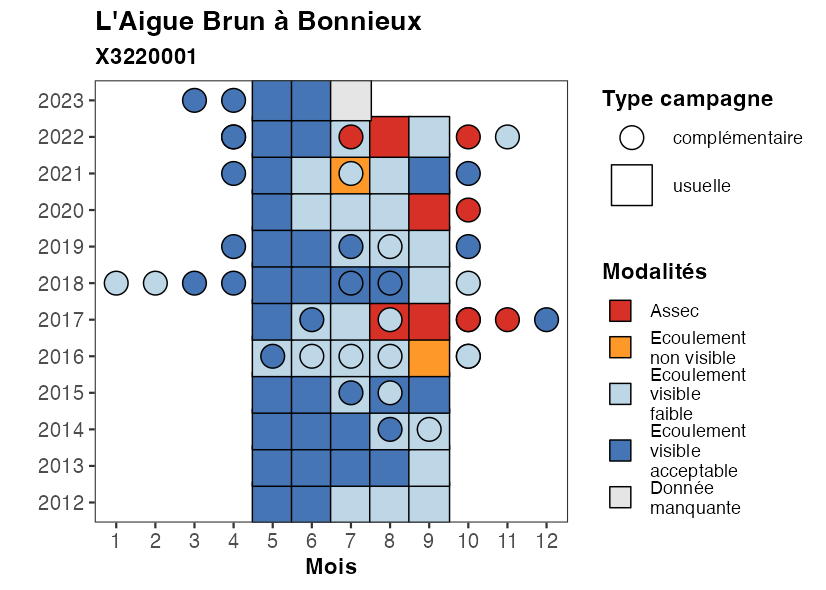 L'Aigue Brun à Bonnieux
X3220001
2023
2022
2021
2020
2019
2018
2017
2016
2015
2014
2013
2012
1 2 3 4 5 6 7 8 9 10 11 12
Mois
Type campagne
complémentaire
usuelle
Modalités
Assec
Ecoulement
non visible
Ecoulement
visible
faible
Ecoulement
visible
acceptable
Donnée
manquante